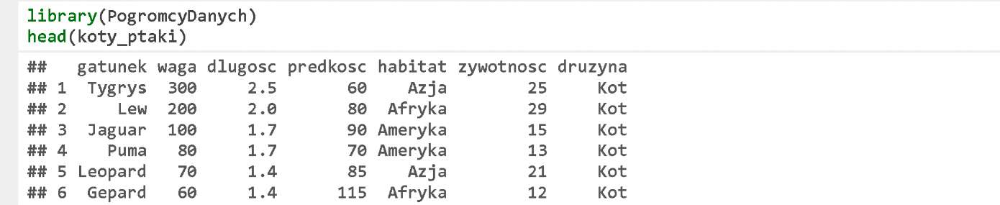 library(PogromcyDanych)
head(koty_ptaki)
##   gatunek waga dlugosc predkosc habitat zywotnosc druzyna
## 1  Tygrys  300     2.5       60    Azja        25     Kot
## 2     Lew  200     2.0       80  Afryka        29     Kot
## 3  Jaguar  100     1.7       90 Ameryka        15     Kot
## 4    Puma   80     1.7       70 Ameryka        13     Kot
## 5 Leopard   70     1.4       85    Azja        21     Kot
## 6  Gepard   60     1.4      115  Afryka        12     Kot